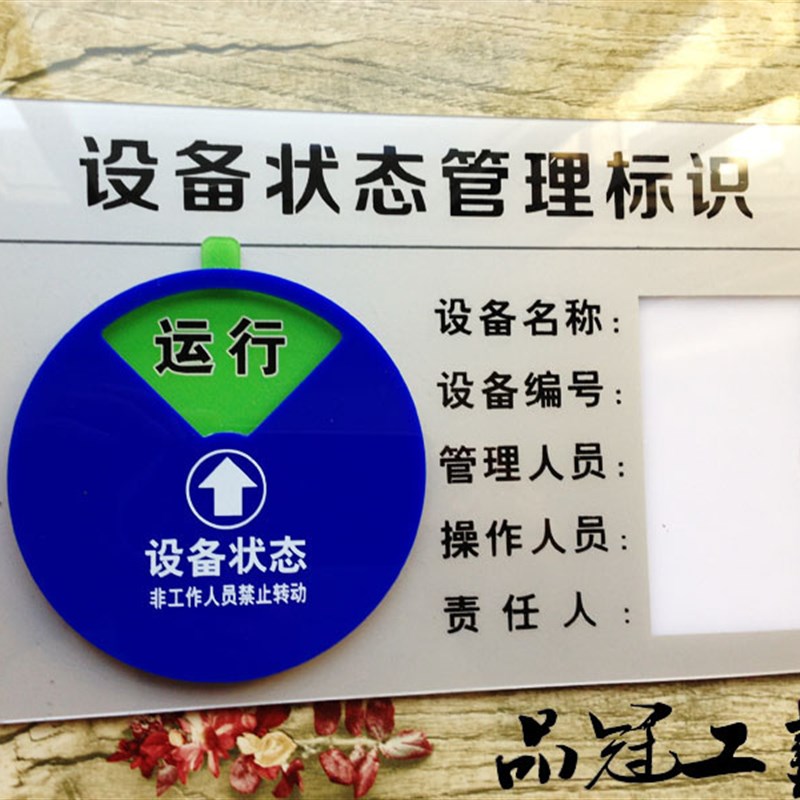 设备状态管理标识
运行
设备状态
非工作人员禁止转动
设备名称:
设备编号:
管理人员:
操作人员:
责任人:
品冠工